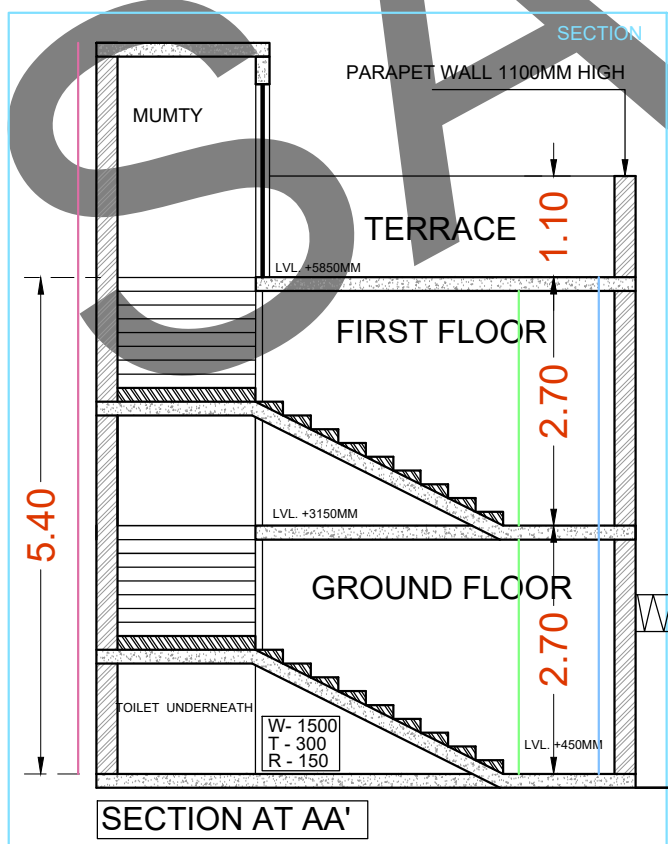 SECTION
PARAPET WALL 1100MM HIGH
MUMTY
1.10
TERRACE
LVL. +5850MM
FIRST FLOOR
2.70
5.40
LVL. +3150MM
GROUND FLOOR
2.70
TOILET UNDERNEATH
W- 1500
T - 300
R - 150
LVL. +450MM
SECTION AT AA'
SA